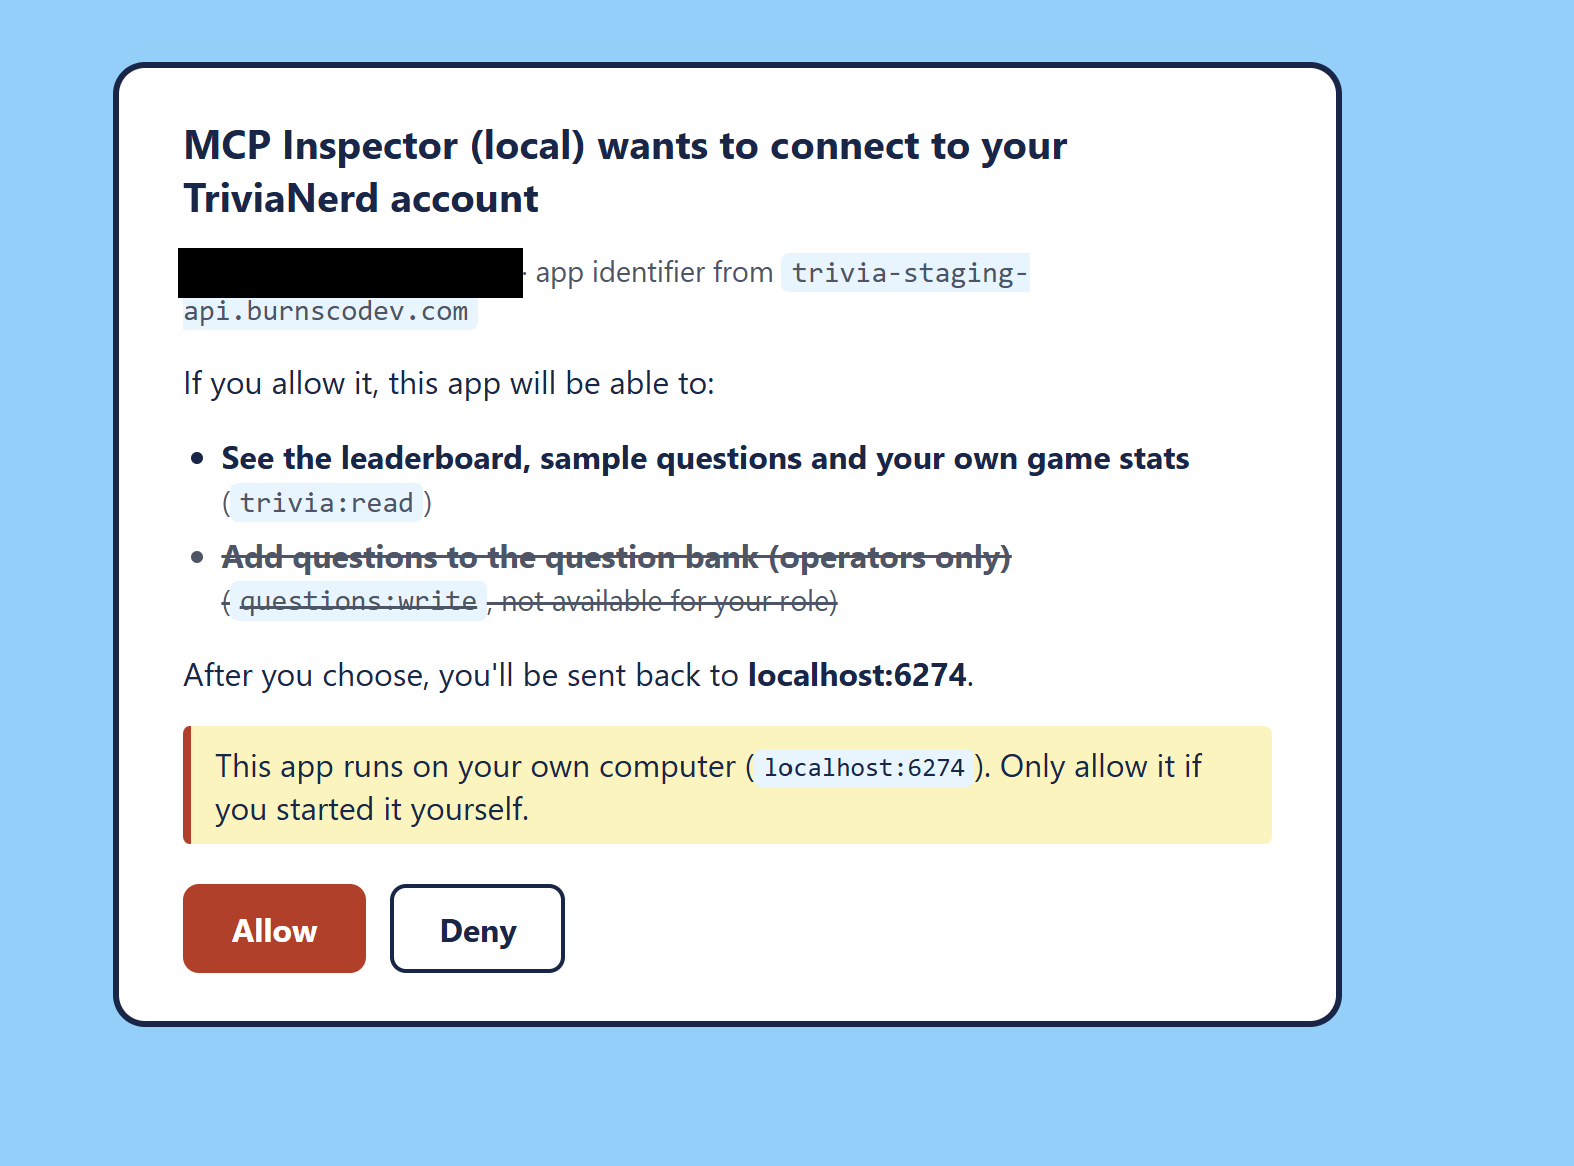 MCP Inspector (local) wants to connect to your
TriviaNerd account
· app identifier from trivia-staging-
api.burnscodev.com
If you allow it, this app will be able to:
• See the leaderboard, sample questions and your own game stats
(trivia:read)
• Add questions to the question bank (operators only)
(questions:write, not available for your role)
After you choose, you'll be sent back to localhost:6274.
This app runs on your own computer (localhost:6274). Only allow it if
you started it yourself.
Allow
Deny